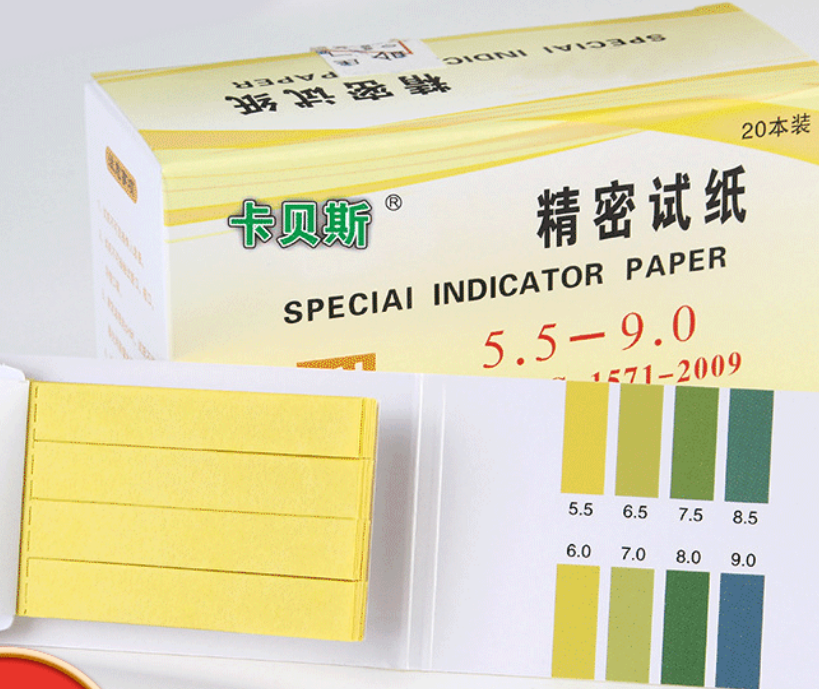 SPECIAI INDIC
PAPER
精密试纸
20本装
卡贝斯®
精密试纸
SPECIAI INDICATOR PAPER
5.5-9.0
1571-2009
5.5 6.5 7.5 8.5
6.0 7.0 8.0 9.0